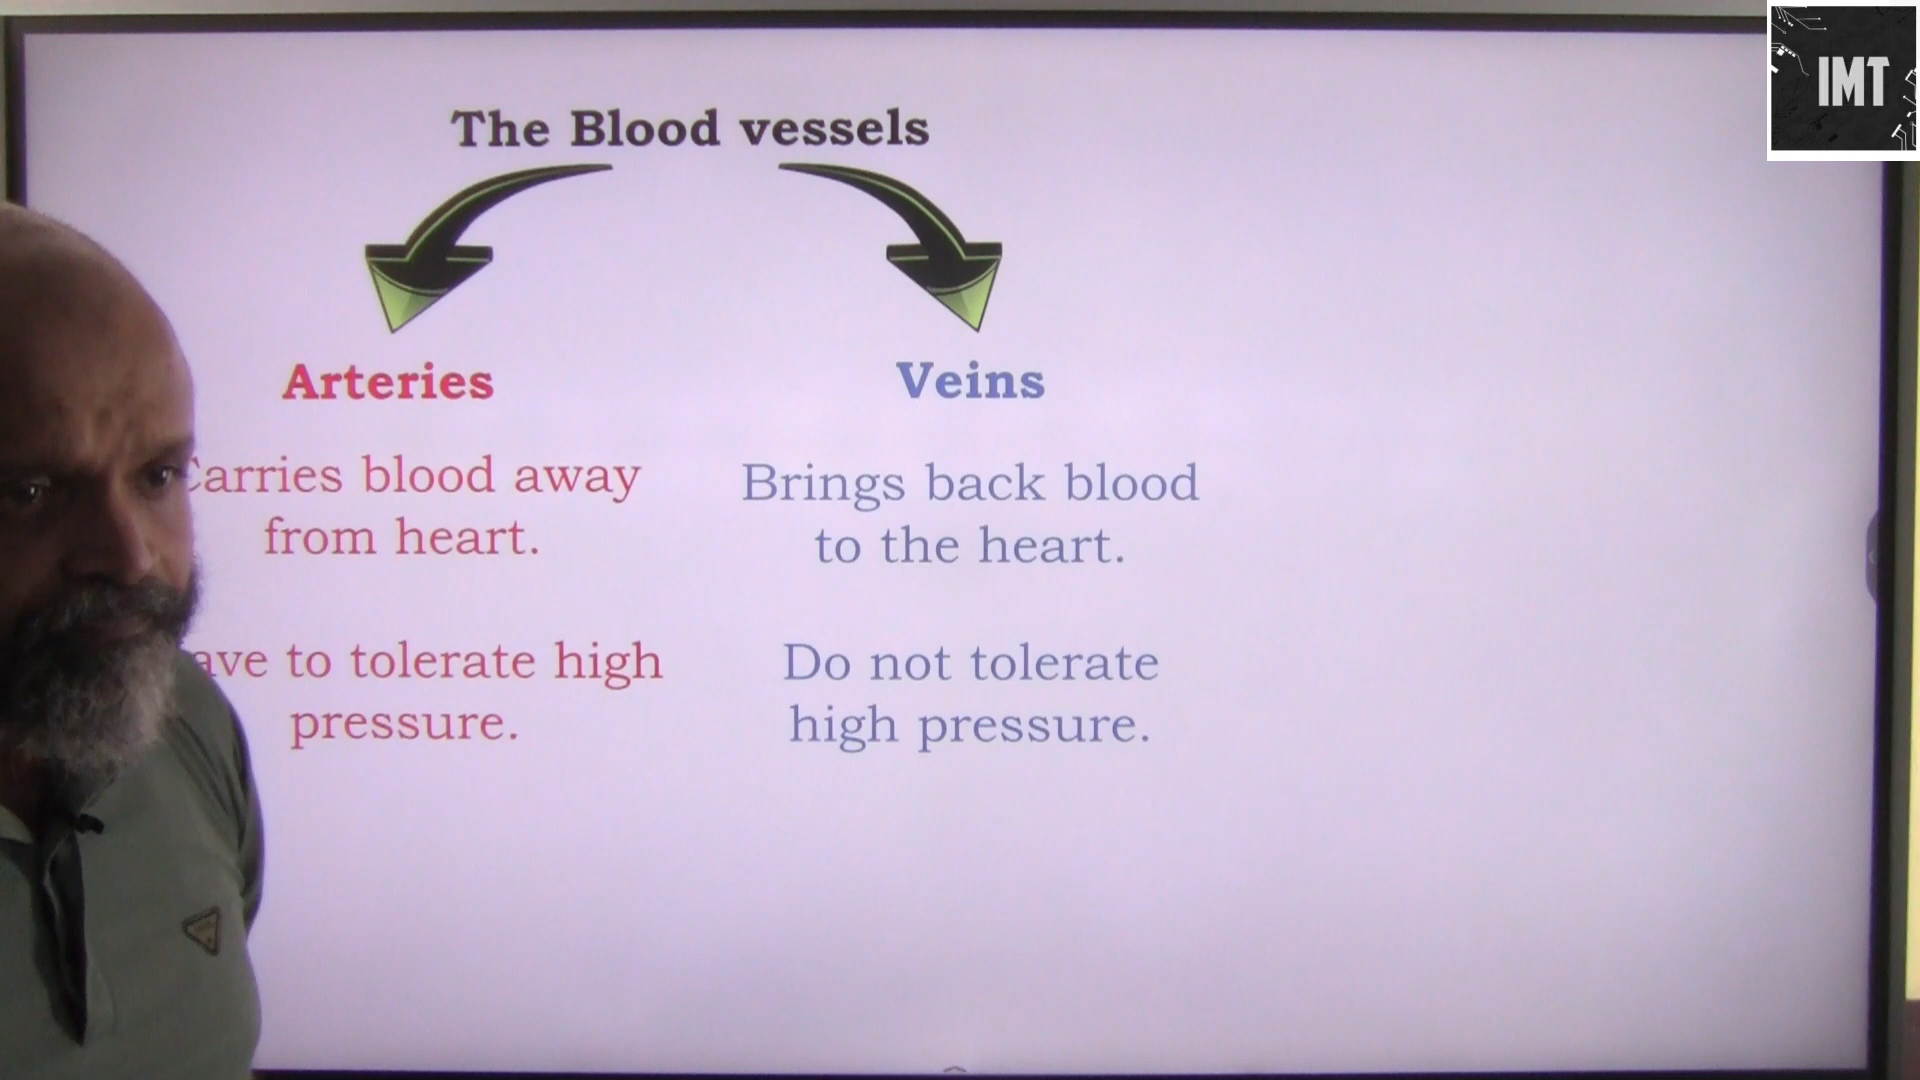 IMT
The Blood vessels
Arteries
Veins
Carries blood away
from heart.
Brings back blood
to the heart.
ave to tolerate high
pressure.
Do not tolerate
high pressure.